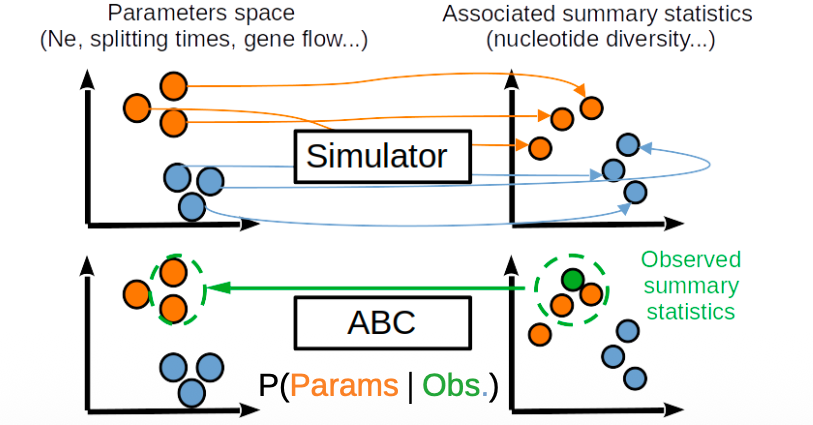 Parameters space
(Ne, splitting times, gene flow...)
Associated summary statistics
(nucleotide diversity...)
Simulator
Observed
summary
statistics
ABC
P(Params | Obs.)